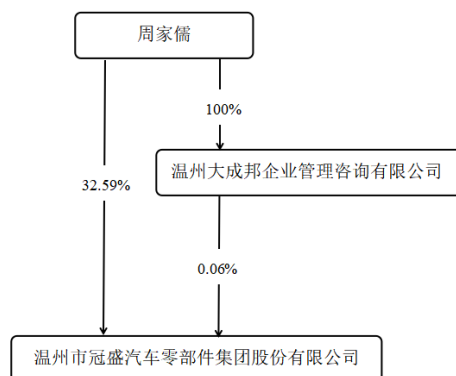 周家儒
100%
温州大成邦企业管理咨询有限公司
32.59%
0.06%
温州市冠盛汽车零部件集团股份有限公司